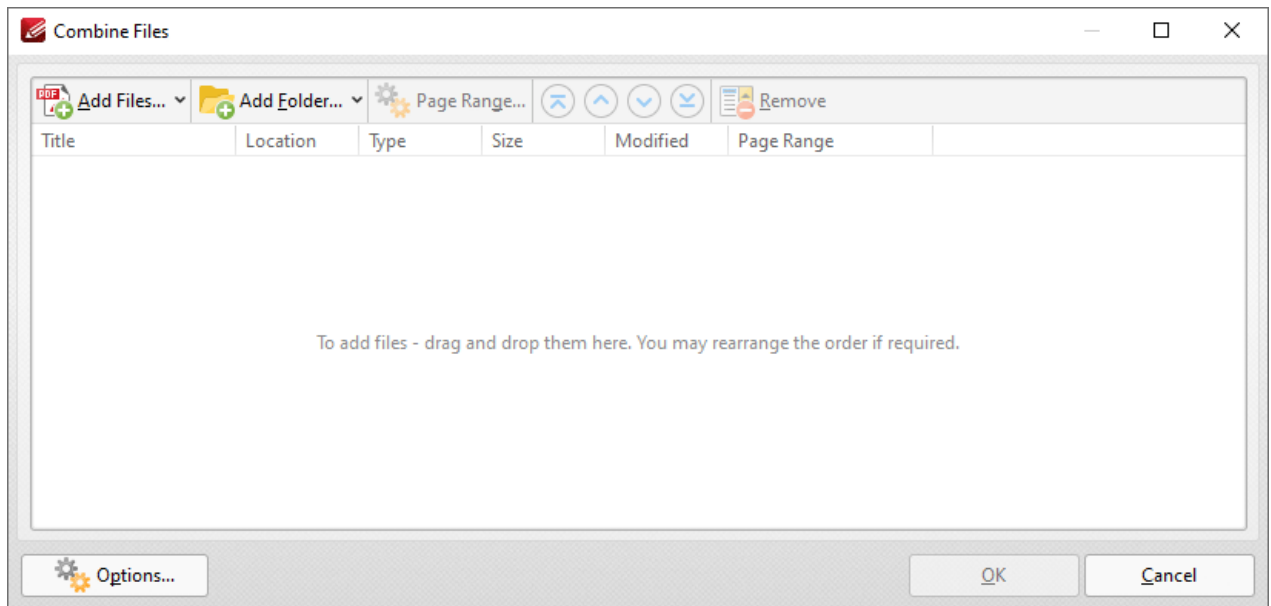 Combine Files
PDF Add Files... Add Folder... Page Range... Remove
Title Location Type Size Modified Page Range
To add files - drag and drop them here. You may rearrange the order if required.
Options... OK Cancel